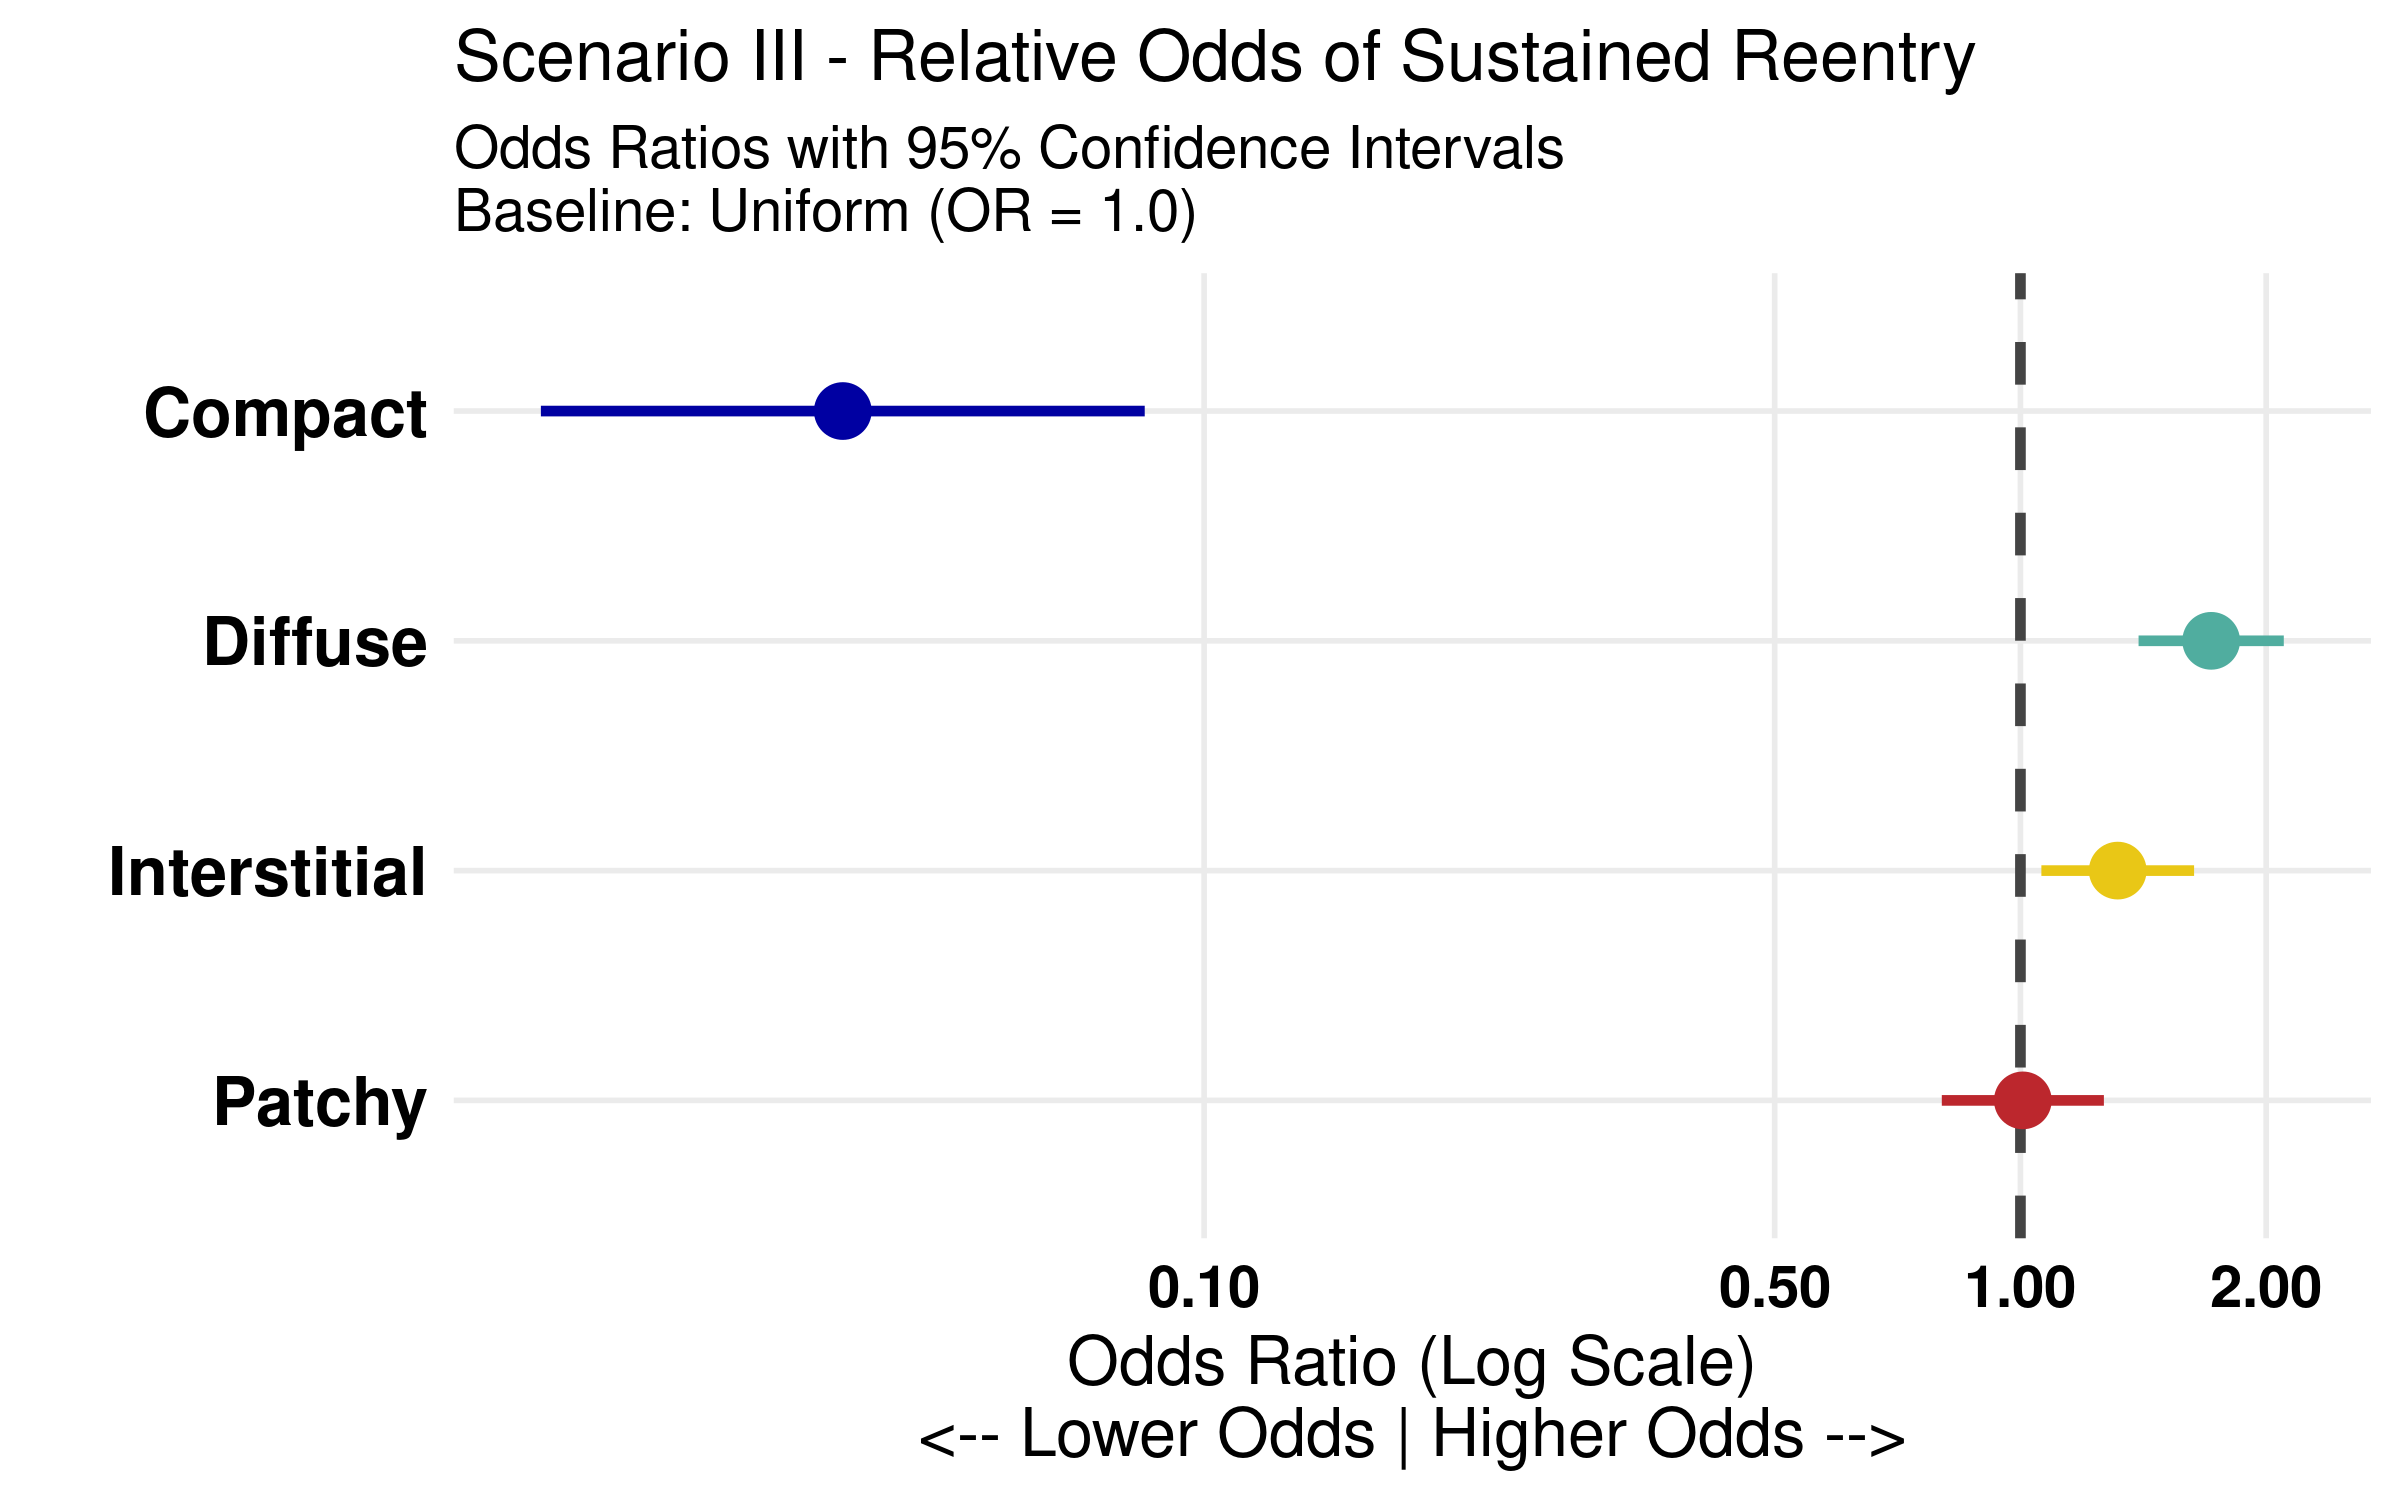 Scenario III - Relative Odds of Sustained Reentry
Odds Ratios with 95% Confidence Intervals
Baseline: Uniform (OR = 1.0)
Compact
Diffuse
Interstitial
Patchy
0.10 0.50 1.00 2.00
Odds Ratio (Log Scale)
<-- Lower Odds | Higher Odds -->